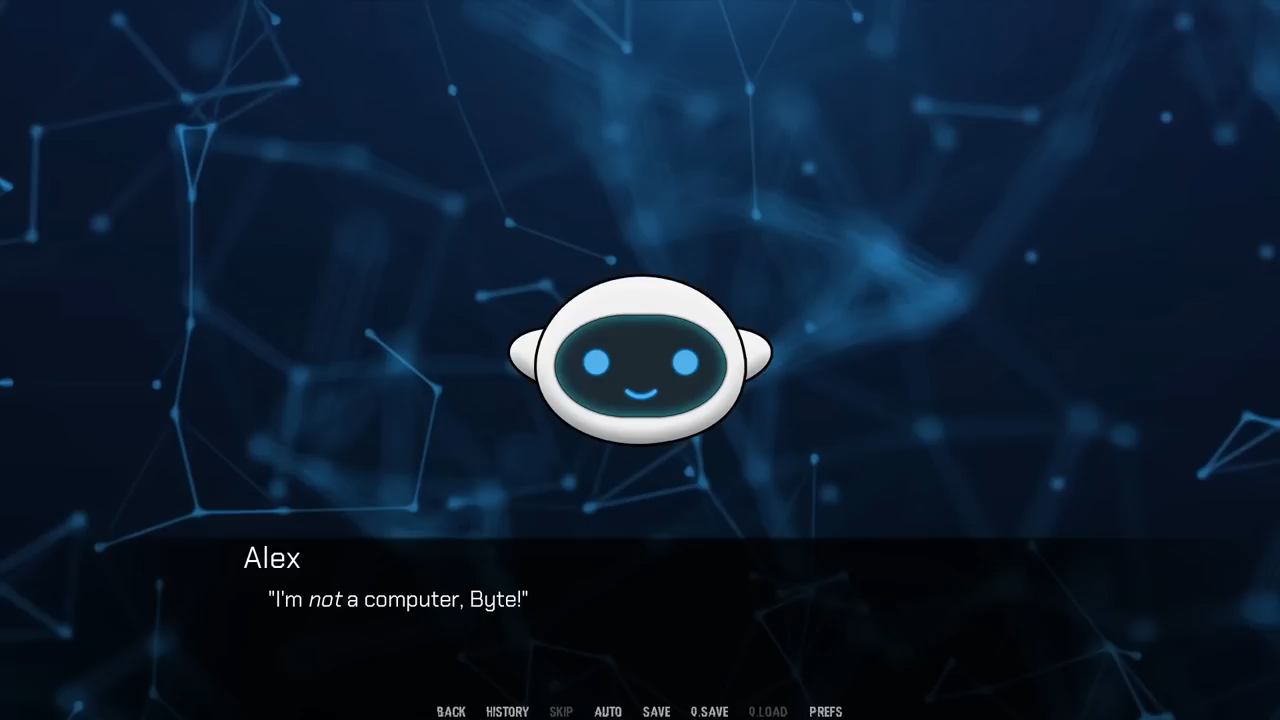 Alex
"I'm not a computer, Byte!"
BACK HISTORY SKIP AUTO SAVE Q.SAVE Q.LOAD PREFS